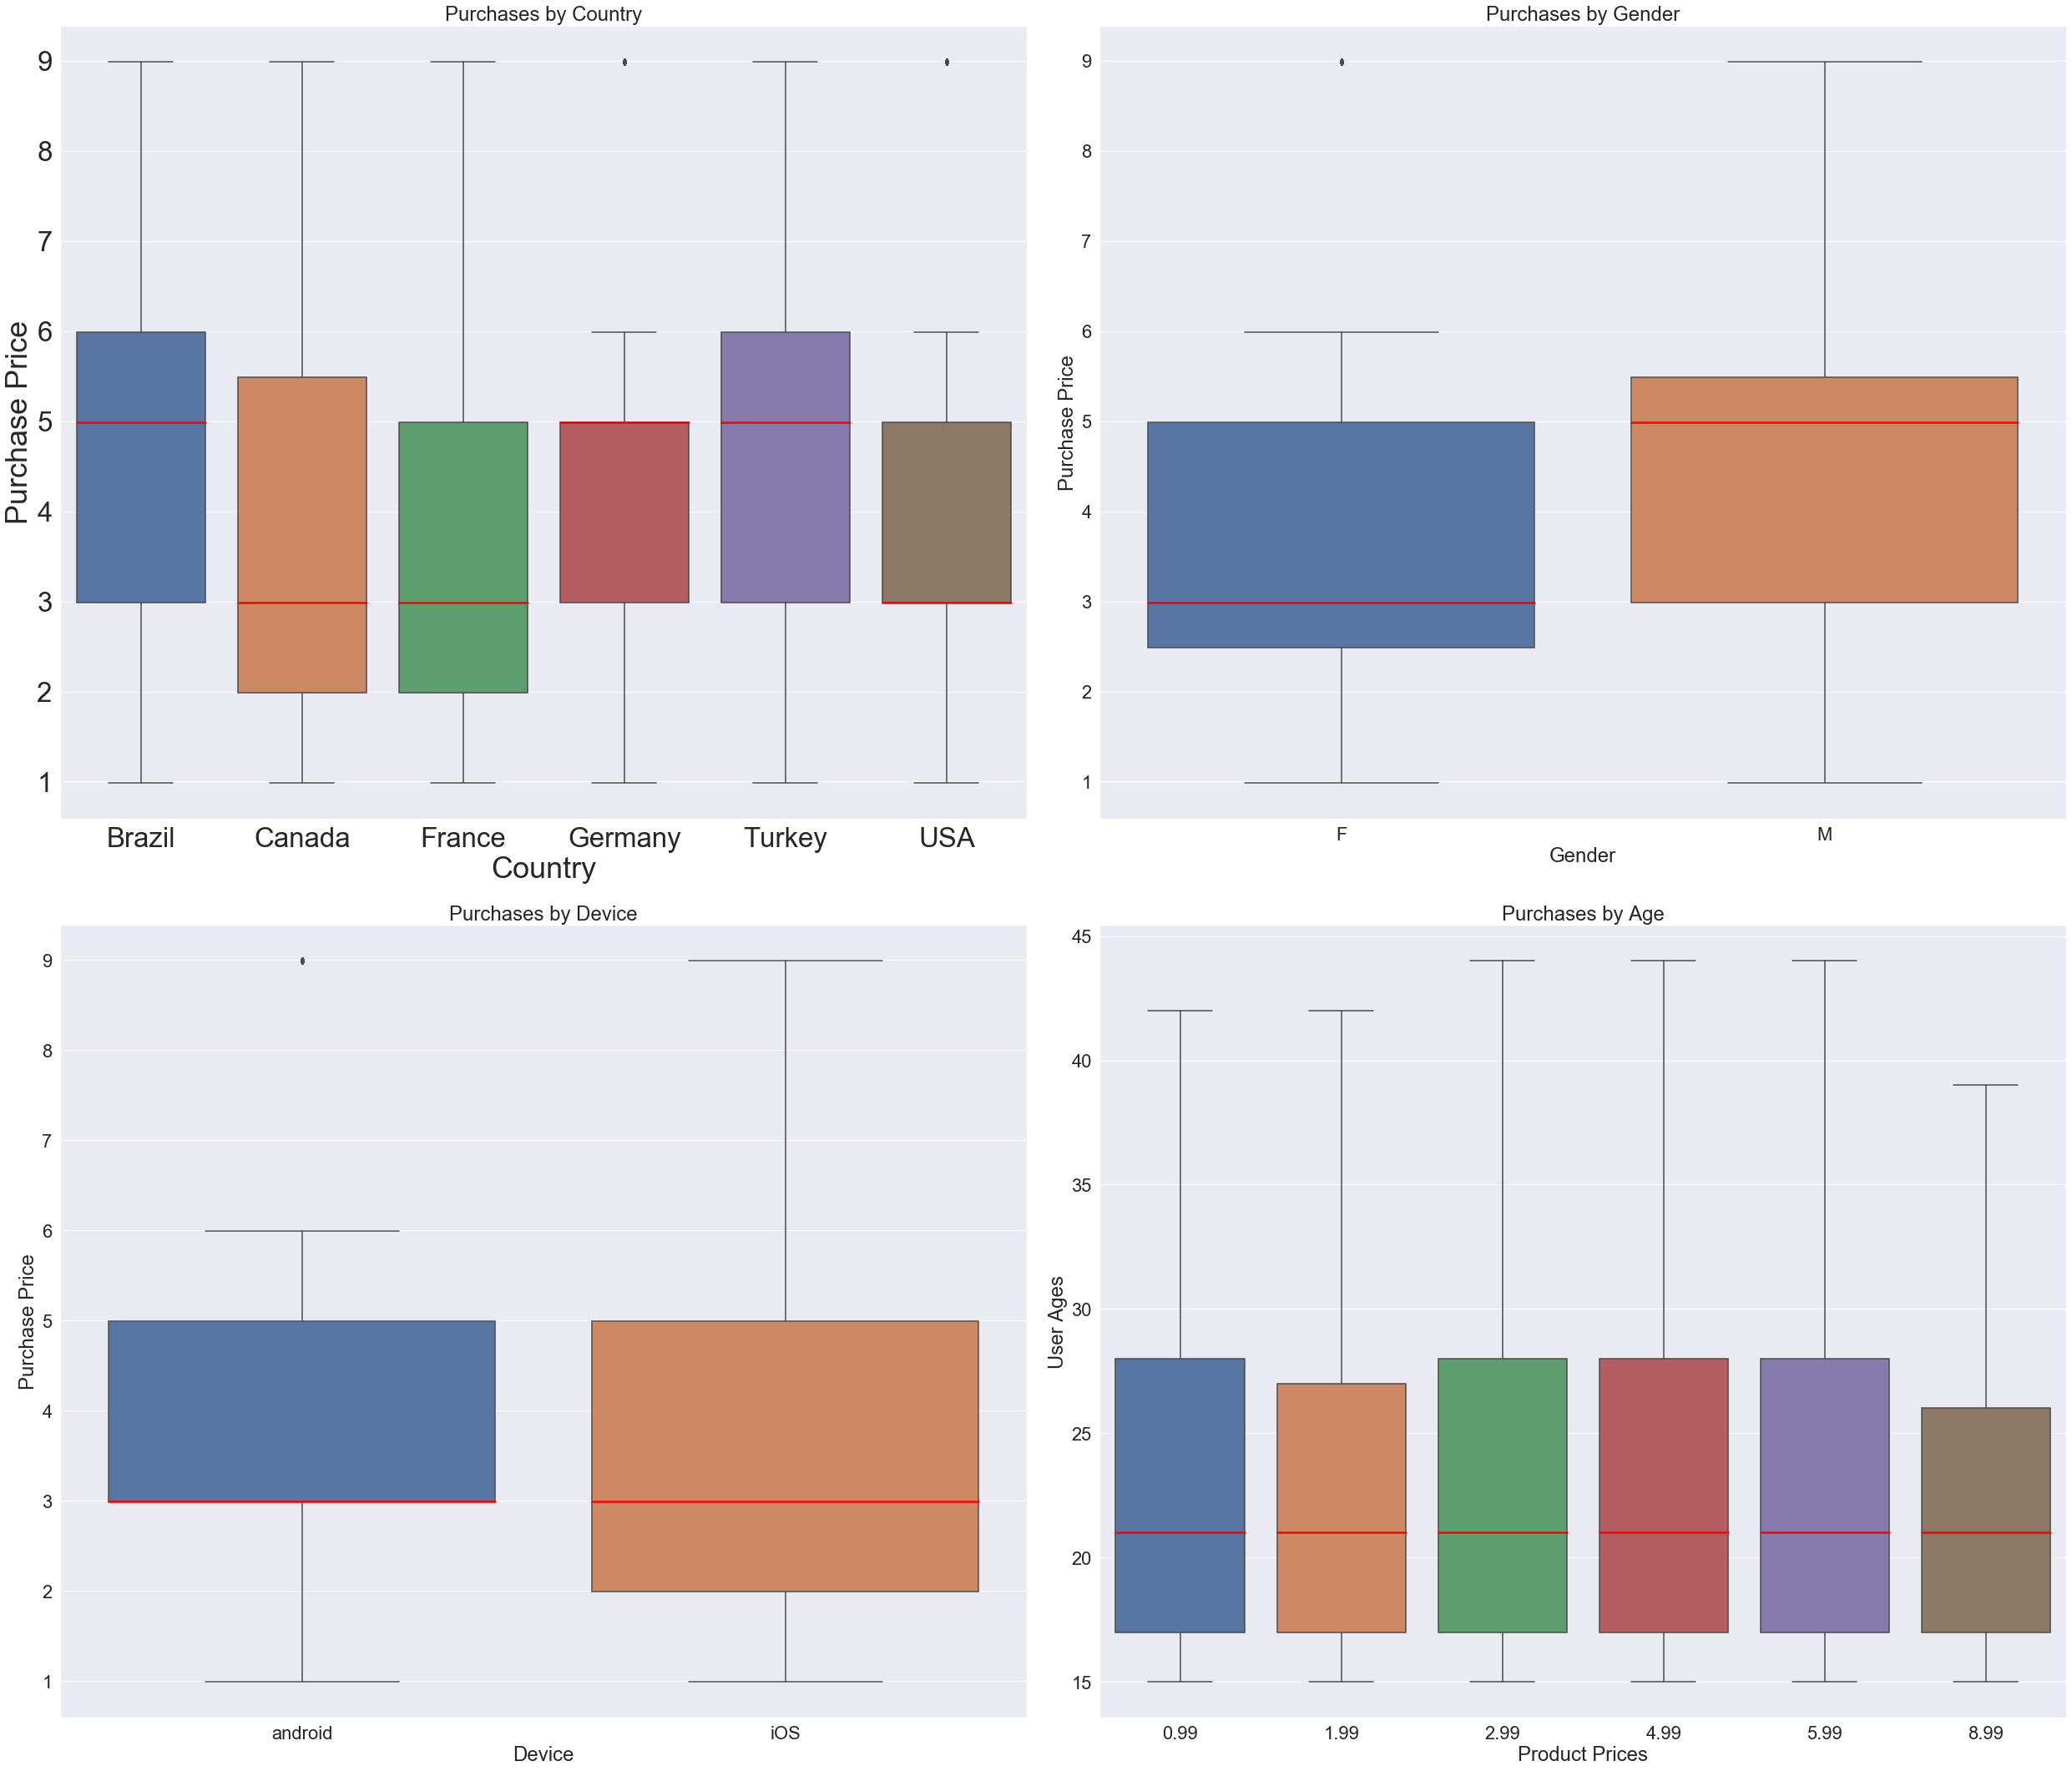 Purchases by Country
9
8
7
6
5
4
3
2
1
Purchase Price
Brazil Canada France Germany Turkey USA
Country
Purchases by Gender
9
8
7
6
5
4
3
2
1
Purchase Price
F M
Gender
Purchases by Device
9
8
7
6
5
4
3
2
1
Purchase Price
android iOS
Device
Purchases by Age
45
40
35
30
25
20
15
User Ages
0.99 1.99 2.99 4.99 5.99 8.99
Product Prices